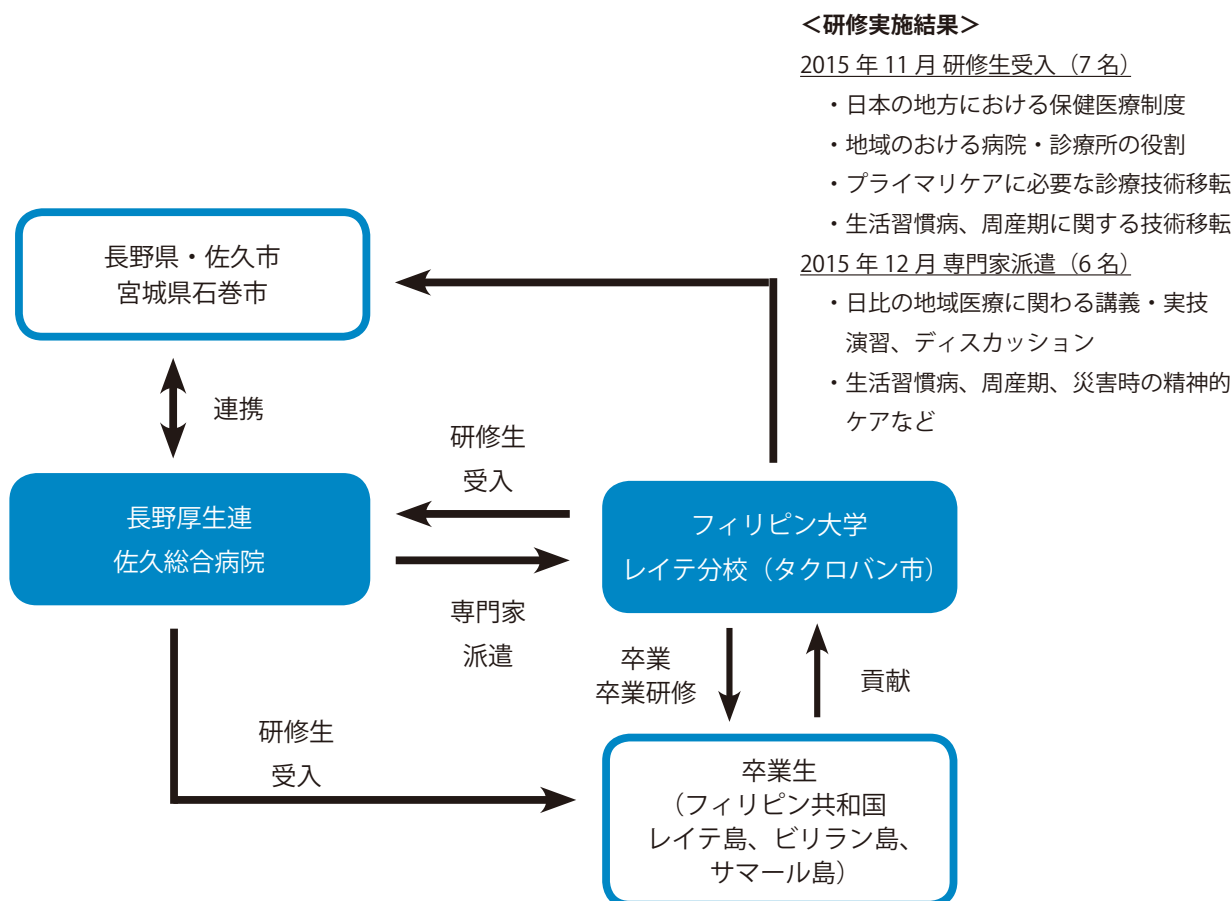 ＜研修実施結果＞
2015 年 11 月 研修生受入（7 名）
・日本の地方における保健医療制度
・地域のおける病院・診療所の役割
・プライマリケアに必要な診療技術移転
・生活習慣病、周産期に関する技術移転
2015 年 12 月 専門家派遣（6 名）
・日比の地域医療に関わる講義・実技
演習、ディスカッション
・生活習慣病、周産期、災害時の精神的
ケアなど
長野県・佐久市
宮城県石巻市
連携
研修生
受入
長野厚生連
佐久総合病院
フィリピン大学
レイテ分校（タクロバン市）
専門家
派遣
卒業
卒業研修
貢献
研修生
受入
卒業生
（フィリピン共和国
レイテ島、ビリラン島、
サマール島）